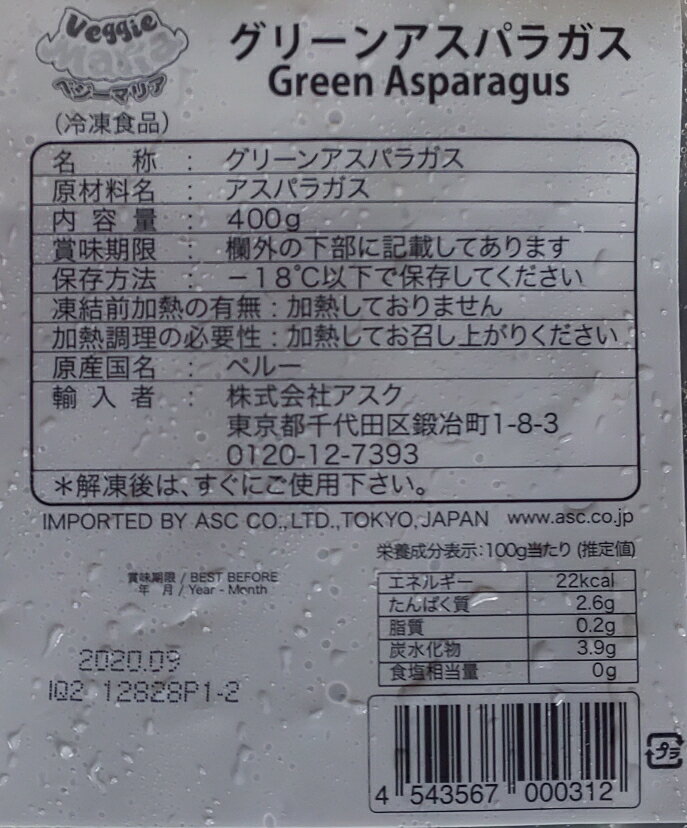 Veggie
Maria
ベジーマリア
グリーンアスパラガス
Green Asparagus
(冷凍食品)
名 称 : グリーンアスパラガス
原材料名 : アスパラガス
内容量 : 400g
賞味期限 : 欄外の下部に記載してあります
保存方法 : －18℃以下で保存してください
凍結前加熱の有無 : 加熱しておりません
加熱調理の必要性 : 加熱してお召し上がりください
原産国名 : ペルー
輸入者 : 株式会社アスク
東京都千代田区鍛冶町1-8-3
0120-12-7393
＊解凍後は、すぐにご使用下さい。
IMPORTED BY ASC CO.,LTD.,TOKYO,JAPAN www.asc.co.jp
栄養成分表示:100g当たり (推定値)
エネルギー 22kcal
たんぱく質 2.6g
脂質 0.2g
炭水化物 3.9g
食塩相当量 0g
賞味期限 / BEST BEFORE
年 月 / Year - Month
2020.09
IQ2 12828P1-2
4 543567 000312
プラ